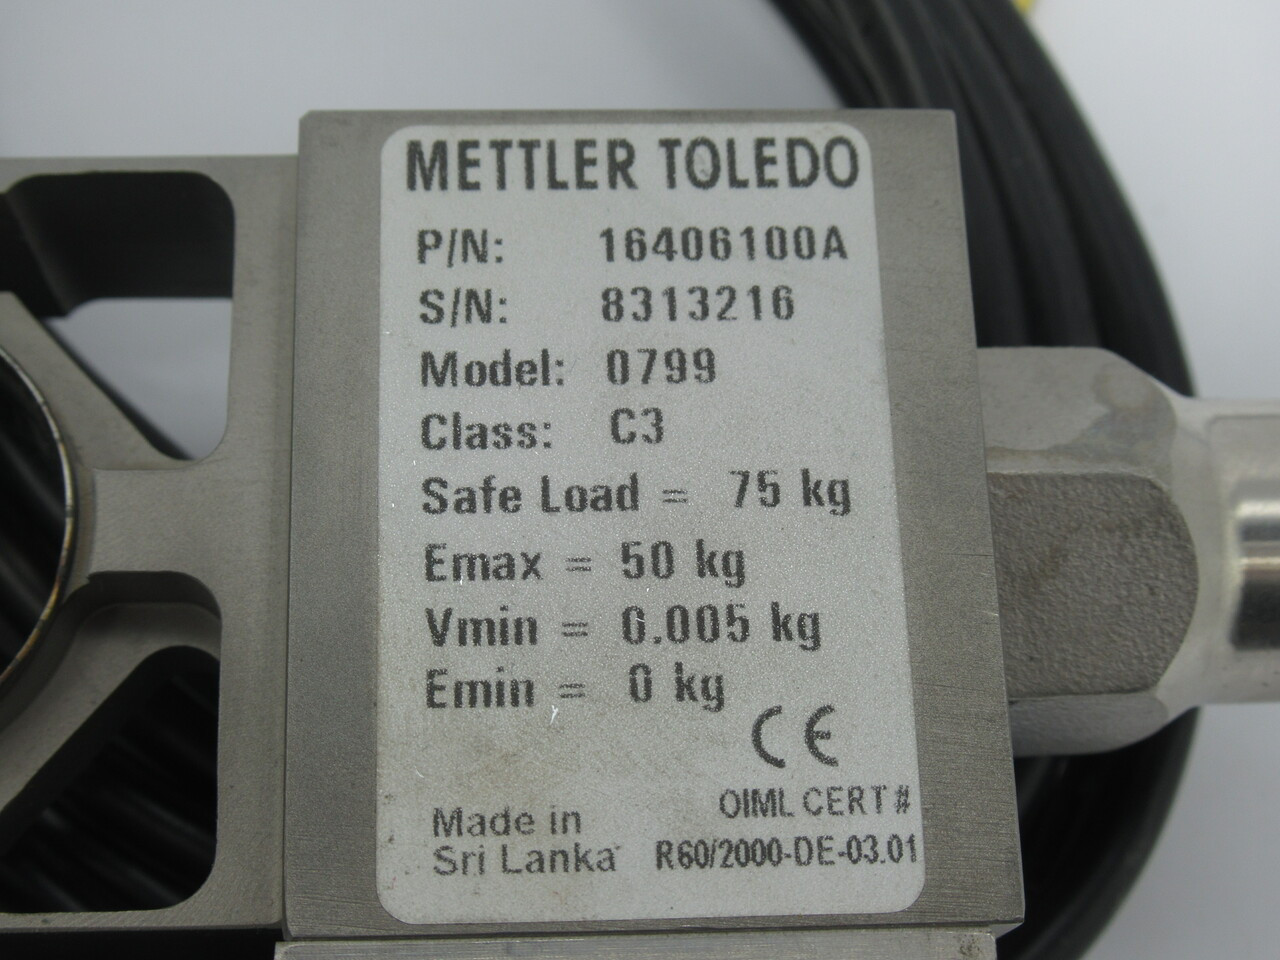 METTLER TOLEDO
P/N: 16406100A
S/N: 8313216
Model: 0799
Class: C3
Safe Load = 75 kg
Emax = 50 kg
Vmin = 0.005 kg
Emin = 0 kg
CE
OIML CERT #
Made in
Sri Lanka R60/2000-DE-03.01